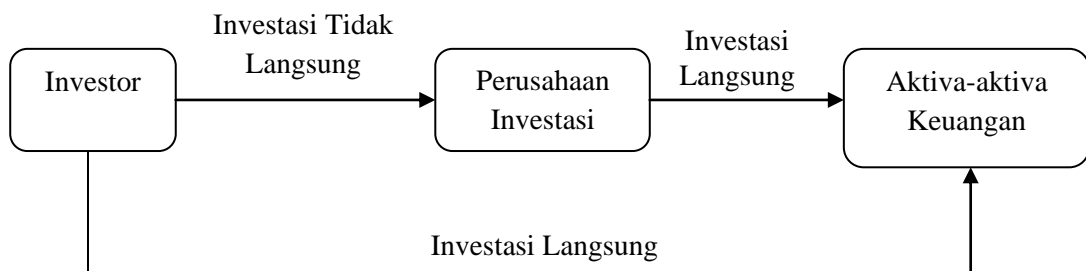 Investasi Tidak
Langsung
Investasi
Langsung
Investor
Perusahaan
Investasi
Aktiva-aktiva
Keuangan
Investasi Langsung